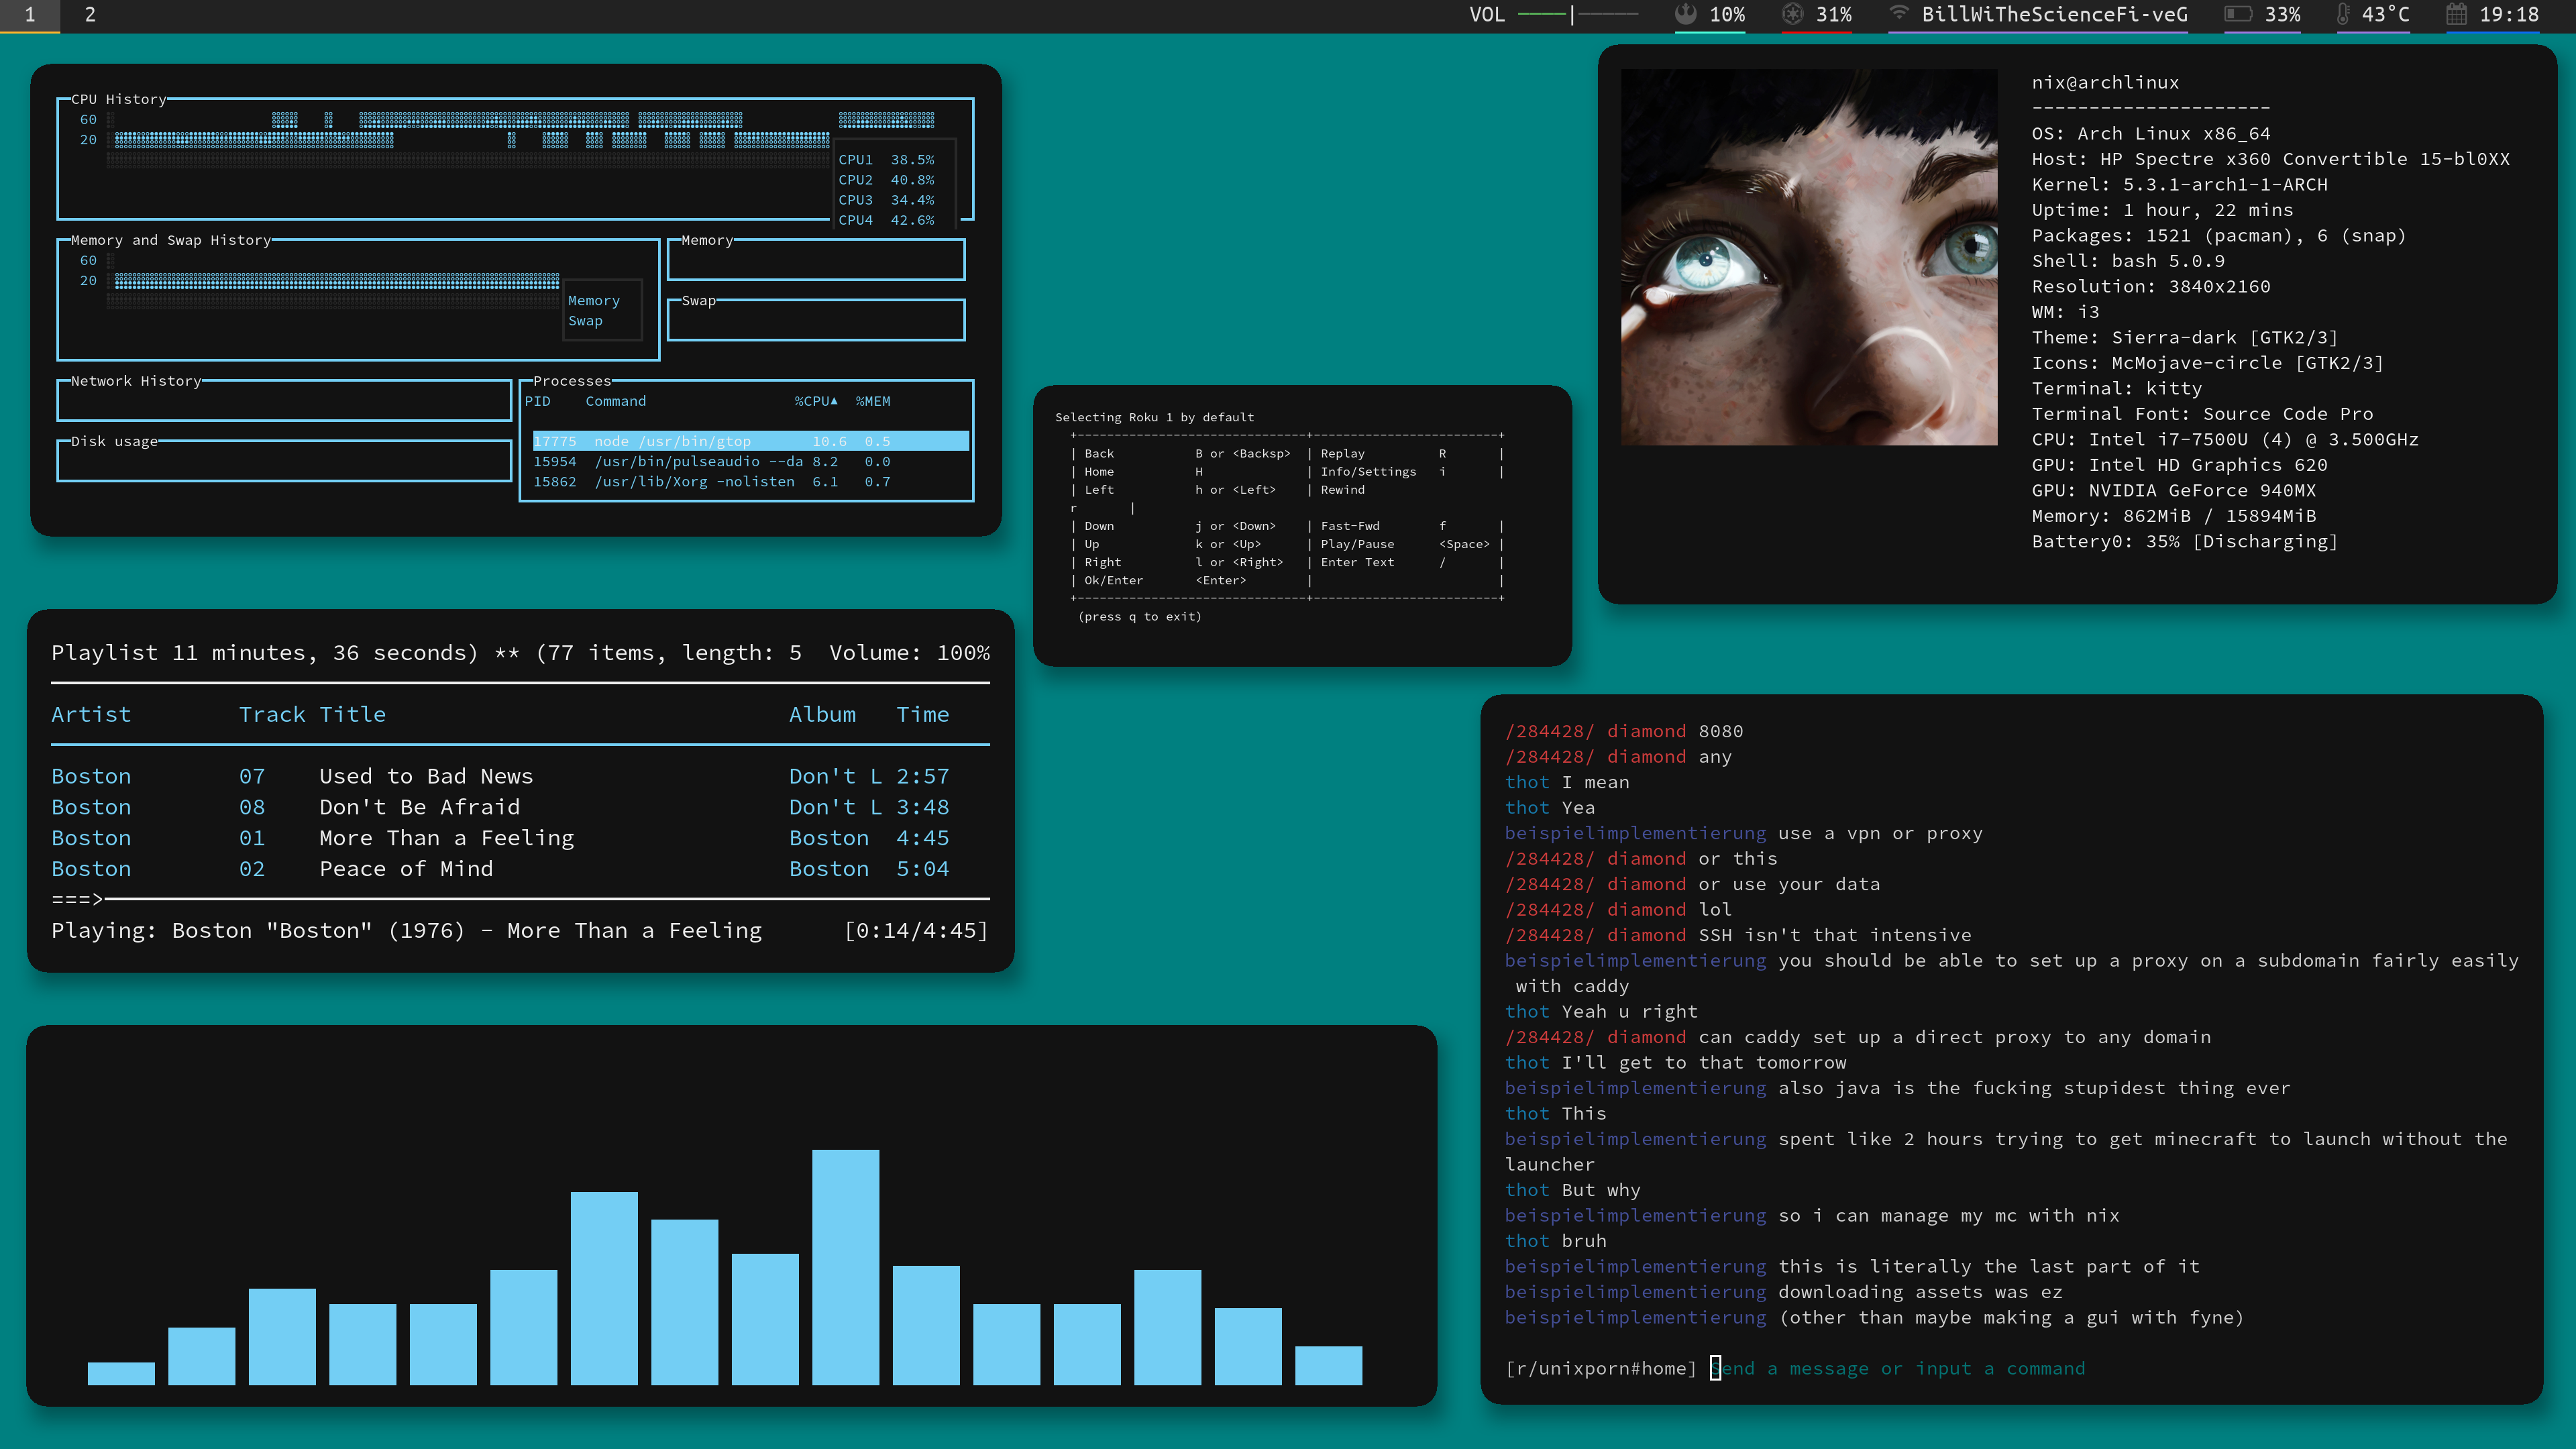 1 2 VOL 10% 31% BillWiTheScienceFi-veG 33% 43°C 19:18
CPU History
60
20
CPU1 38.5%
CPU2 40.8%
CPU3 34.4%
CPU4 42.6%
Memory and Swap History
60
20
Memory
Swap
Memory
Swap
Network History
Disk usage
Processes
PID Command %CPU▲ %MEM
17775 node /usr/bin/gtop 10.6 0.5
15954 /usr/bin/pulseaudio --da 8.2 0.0
15862 /usr/lib/Xorg -nolisten 6.1 0.7
Selecting Roku 1 by default
+-------------------------------+-------------------------+
| Back B or <Backsp> | Replay R |
| Home H | Info/Settings i |
| Left h or <Left> | Rewind
r |
| Down j or <Down> | Fast-Fwd f |
| Up k or <Up> | Play/Pause <Space> |
| Right l or <Right> | Enter Text / |
| Ok/Enter <Enter> | |
+-------------------------------+-------------------------+
(press q to exit)
nix@archlinux
---------------------
OS: Arch Linux x86_64
Host: HP Spectre x360 Convertible 15-bl0XX
Kernel: 5.3.1-arch1-1-ARCH
Uptime: 1 hour, 22 mins
Packages: 1521 (pacman), 6 (snap)
Shell: bash 5.0.9
Resolution: 3840x2160
WM: i3
Theme: Sierra-dark [GTK2/3]
Icons: McMojave-circle [GTK2/3]
Terminal: kitty
Terminal Font: Source Code Pro
CPU: Intel i7-7500U (4) @ 3.500GHz
GPU: Intel HD Graphics 620
GPU: NVIDIA GeForce 940MX
Memory: 862MiB / 15894MiB
Battery0: 35% [Discharging]
Playlist 11 minutes, 36 seconds) ** (77 items, length: 5 Volume: 100%
Artist Track Title Album Time
Boston 07 Used to Bad News Don't L 2:57
Boston 08 Don't Be Afraid Don't L 3:48
Boston 01 More Than a Feeling Boston 4:45
Boston 02 Peace of Mind Boston 5:04
===>
Playing: Boston "Boston" (1976) - More Than a Feeling [0:14/4:45]
/284428/ diamond 8080
/284428/ diamond any
thot I mean
thot Yea
beispielimplementierung use a vpn or proxy
/284428/ diamond or this
/284428/ diamond or use your data
/284428/ diamond lol
/284428/ diamond SSH isn't that intensive
beispielimplementierung you should be able to set up a proxy on a subdomain fairly easily
with caddy
thot Yeah u right
/284428/ diamond can caddy set up a direct proxy to any domain
thot I'll get to that tomorrow
beispielimplementierung also java is the fucking stupidest thing ever
thot This
beispielimplementierung spent like 2 hours trying to get minecraft to launch without the
launcher
thot But why
beispielimplementierung so i can manage my mc with nix
thot bruh
beispielimplementierung this is literally the last part of it
beispielimplementierung downloading assets was ez
beispielimplementierung (other than maybe making a gui with fyne)
[r/unixporn#home] Send a message or input a command